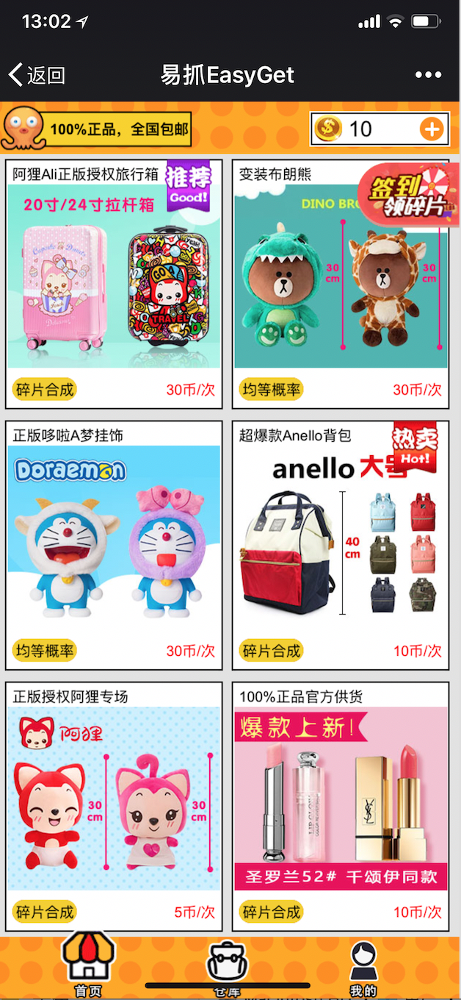 13:02
返回
易抓EasyGet
100%正品，全国包邮
10
阿狸Ali正版授权旅行箱
推荐
Good!
20寸/24寸拉杆箱
碎片合成
30币/次
变装布朗熊
签到
领碎片
DINO BRO
30
cm
30
cm
均等概率
30币/次
正版哆啦A梦挂饰
Doraemon
均等概率
30币/次
超爆款Anello背包
热卖
Hot!
anello 大号
40
cm
碎片合成
10币/次
正版授权阿狸专场
阿狸
30
cm
30
cm
碎片合成
5币/次
100%正品官方供货
爆款上新!
圣罗兰52# 千颂伊同款
碎片合成
10币/次
首页
仓库
我的